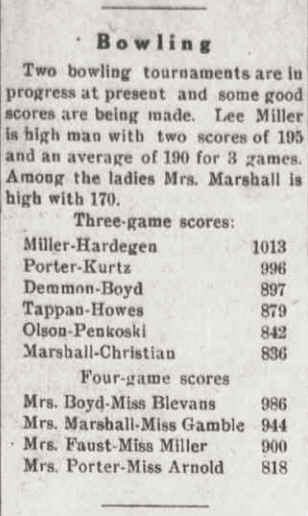 Bowling
Two bowling tournaments are in
progress at present and some good
scores are being made. Lee Miller
is high man with two scores of 195
and an average of 190 for 3 games.
Among the ladies Mrs. Marshall is
high with 170.
Three-game scores:
Miller-Hardegen 1013
Porter-Kurtz 996
Demmon-Boyd 897
Tappan-Howes 879
Olson-Penkoski 842
Marshall-Christian 836
Four-game scores
Mrs. Boyd-Miss Blevans 986
Mrs. Marshall-Miss Gamble 944
Mrs. Faust-Miss Miller 900
Mrs. Porter-Miss Arnold 818